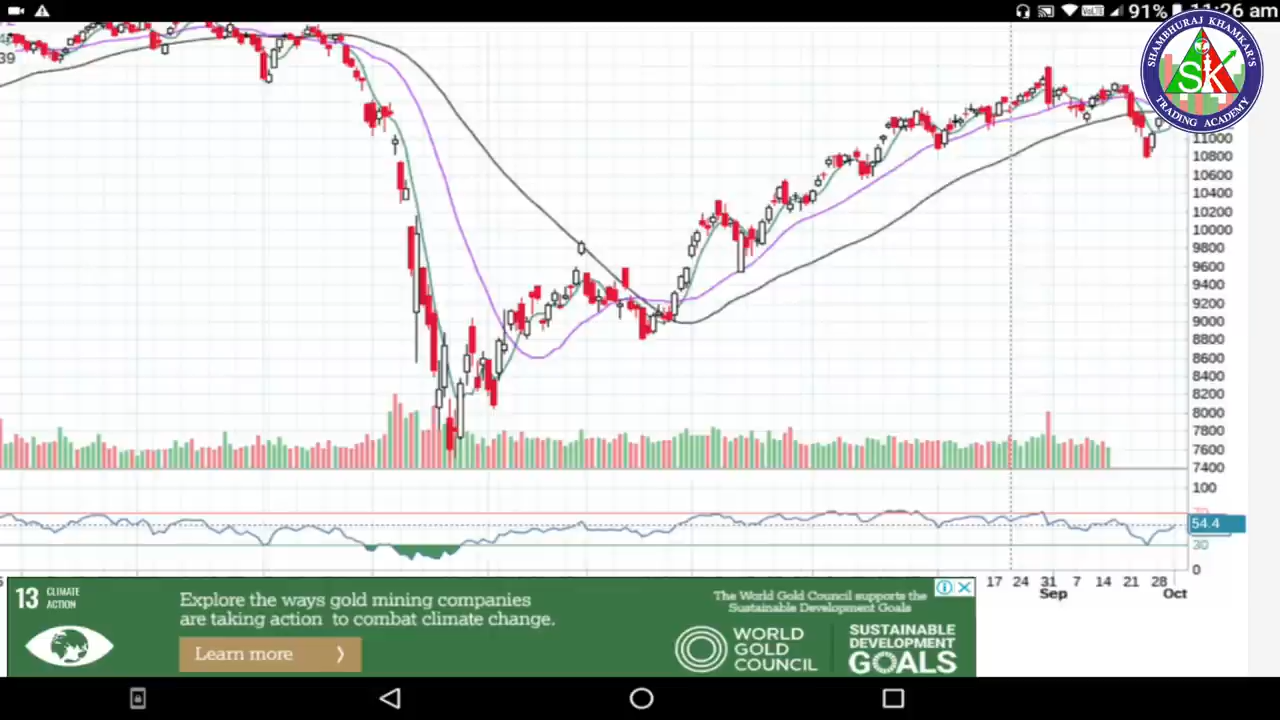 91% 11:26 am
VoLTE
SHAMBHURAJ KHAMKAR'S
SK
TRADING ACADEMY
39
11000
10800
10600
10400
10200
10000
9800
9600
9400
9200
9000
8800
8600
8400
8200
8000
7800
7600
7400
100
70
54.4
30
0
17 24 31 7 14 21 28
Sep Oct
13 CLIMATE
ACTION
Explore the ways gold mining companies
are taking action to combat climate change.
Learn more
The World Gold Council supports the
Sustainable Development Goals
WORLD
GOLD
COUNCIL
SUSTAINABLE
DEVELOPMENT
GOALS